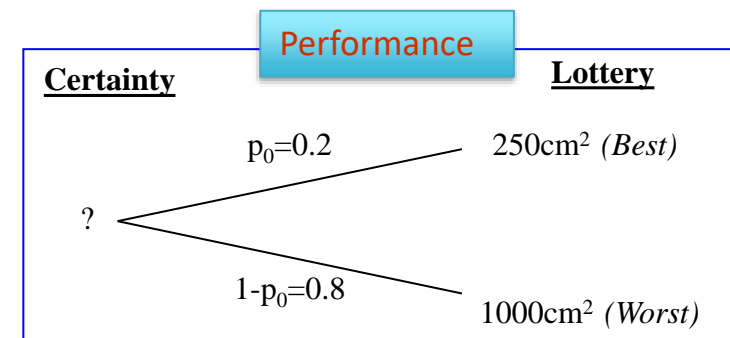 Performance
Certainty
Lottery
p₀=0.2
250cm² (Best)
?
1-p₀=0.8
1000cm² (Worst)